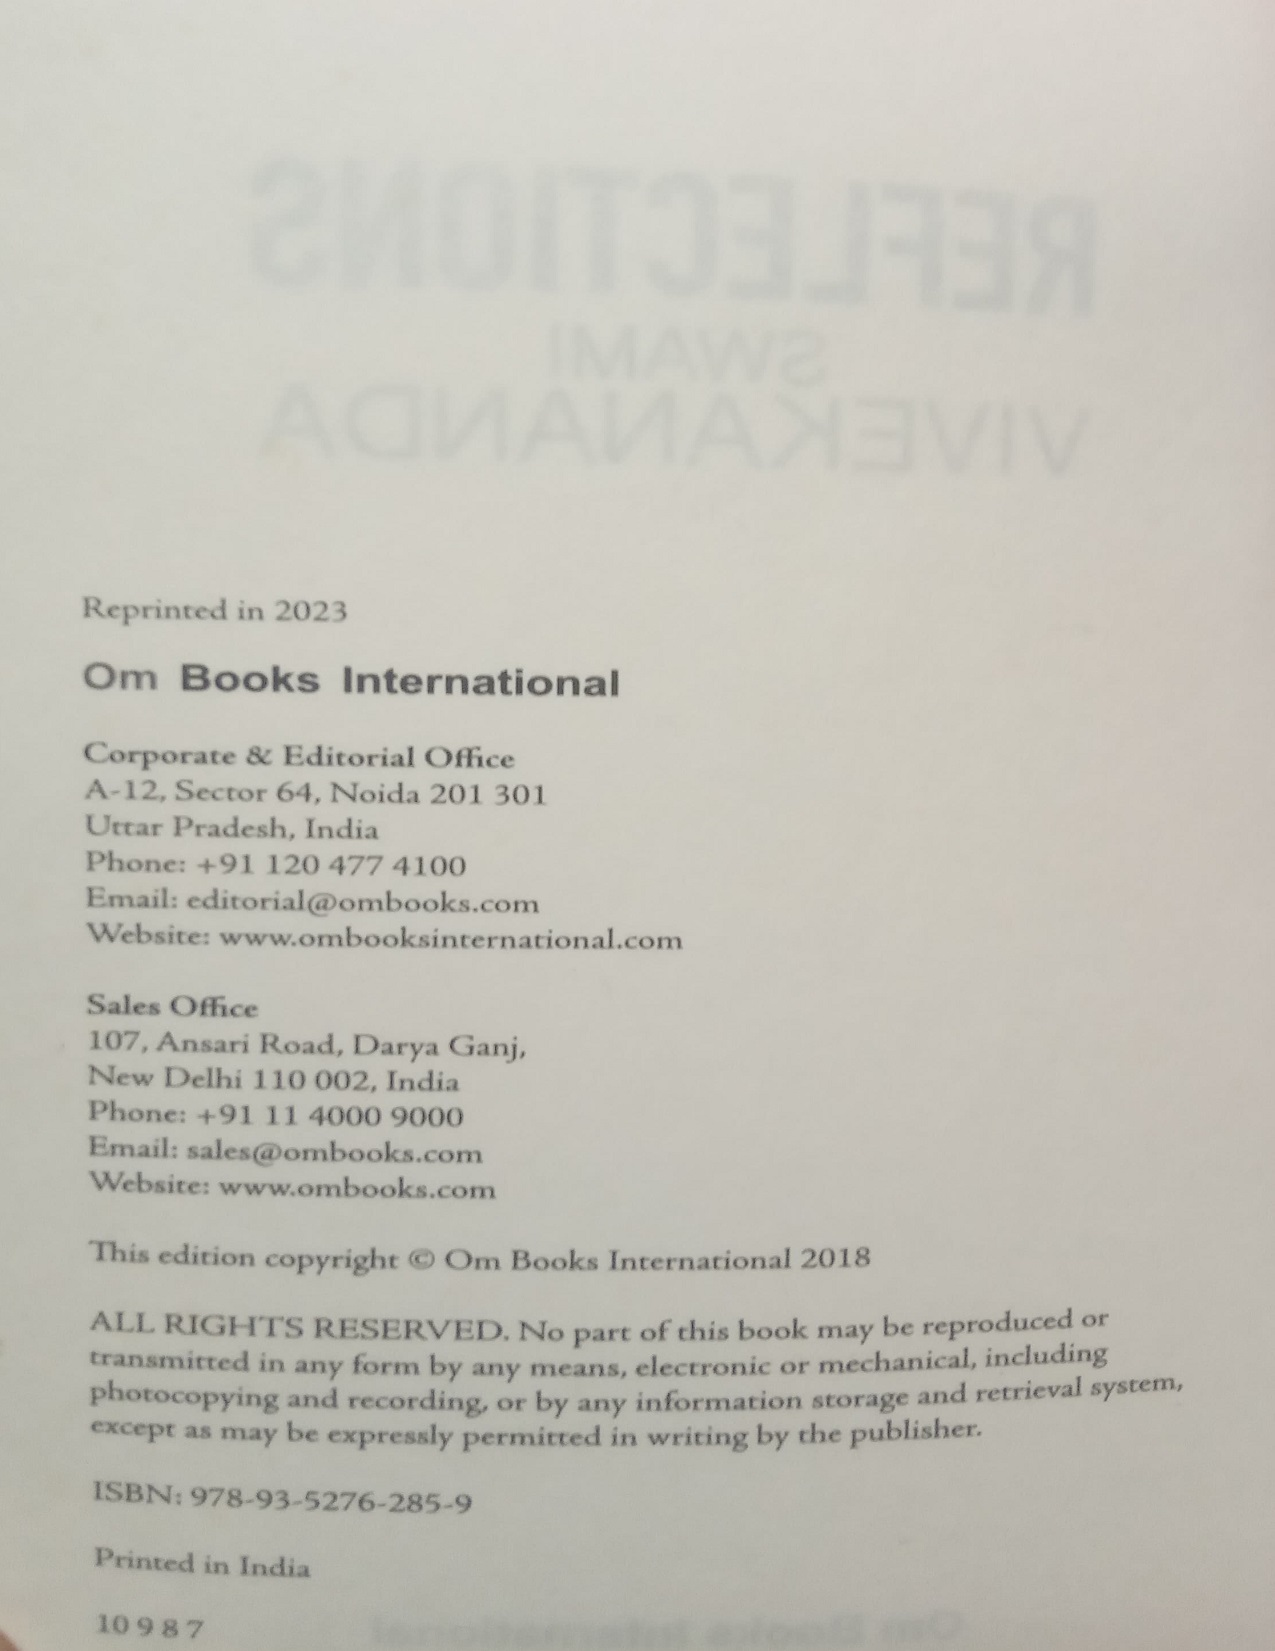 REFLECTIONS
SWAMI
VIVEKANANDA
Reprinted in 2023
Om Books International
Corporate & Editorial Office
A-12, Sector 64, Noida 201 301
Uttar Pradesh, India
Phone: +91 120 477 4100
Email: editorial@ombooks.com
Website: www.ombooksinternational.com
Sales Office
107, Ansari Road, Darya Ganj,
New Delhi 110 002, India
Phone: +91 11 4000 9000
Email: sales@ombooks.com
Website: www.ombooks.com
This edition copyright © Om Books International 2018
ALL RIGHTS RESERVED. No part of this book may be reproduced or
transmitted in any form by any means, electronic or mechanical, including
photocopying and recording, or by any information storage and retrieval system,
except as may be expressly permitted in writing by the publisher.
ISBN: 978-93-5276-285-9
Printed in India
10 9 8 7
Om Books International